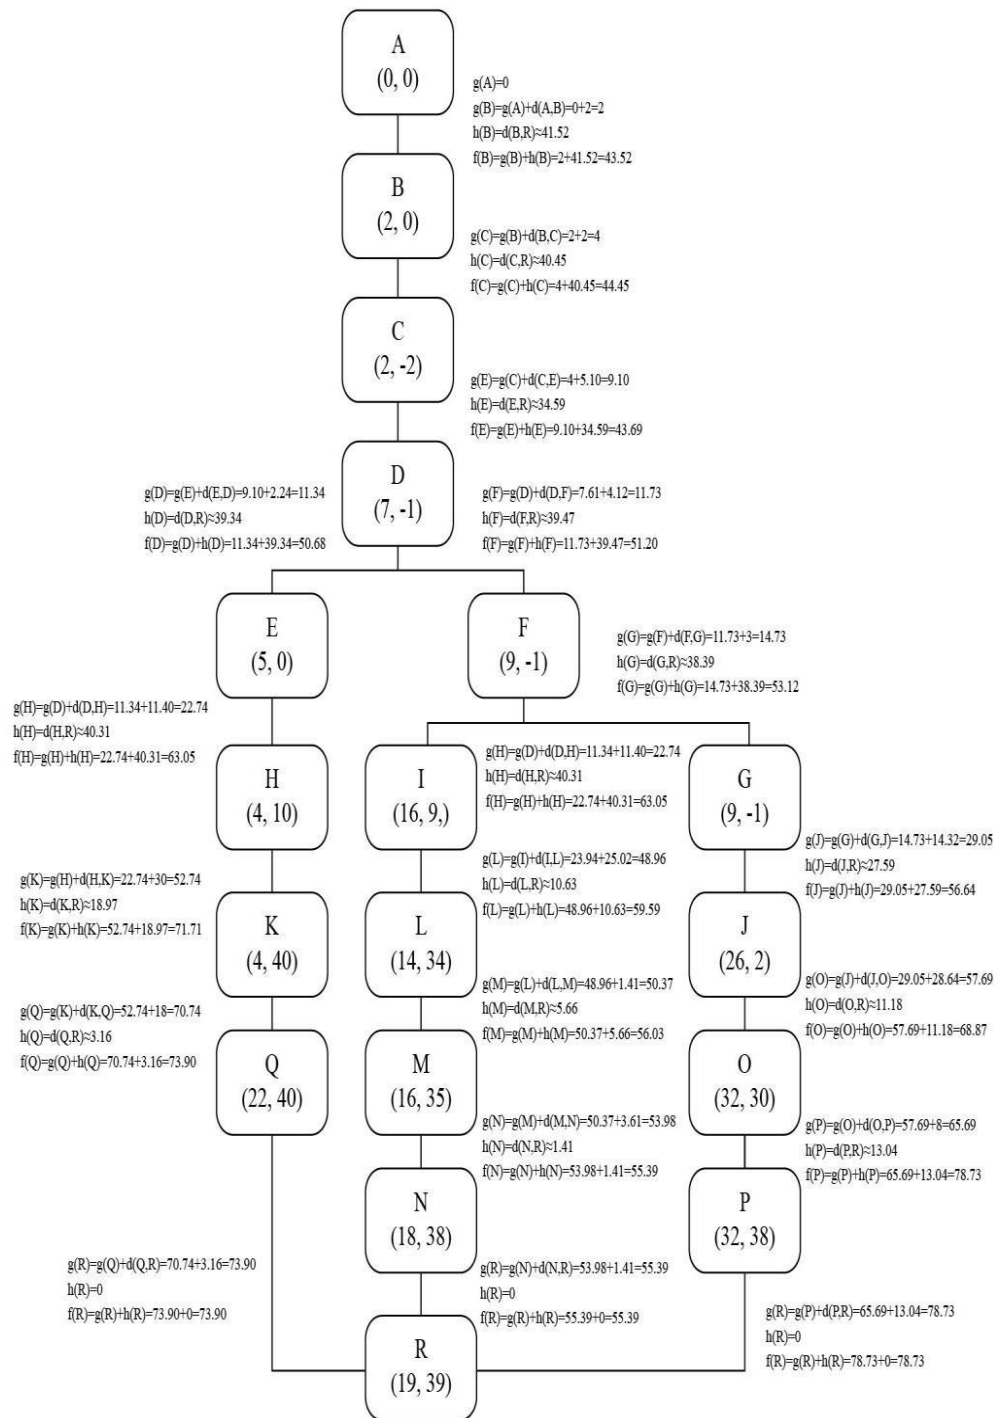 A
(0, 0)
g(A)=0
g(B)=g(A)+d(A,B)=0+2=2
h(B)=d(B,R)≈41.52
f(B)=g(B)+h(B)=2+41.52=43.52
B
(2, 0)
g(C)=g(B)+d(B,C)=2+2=4
h(C)=d(C,R)≈40.45
f(C)=g(C)+h(C)=4+40.45=44.45
C
(2, -2)
g(E)=g(C)+d(C,E)=4+5.10=9.10
h(E)=d(E,R)≈34.59
f(E)=g(E)+h(E)=9.10+34.59=43.69
D
(7, -1)
g(D)=g(E)+d(E,D)=9.10+2.24=11.34
h(D)=d(D,R)≈39.34
f(D)=g(D)+h(D)=11.34+39.34=50.68
g(F)=g(D)+d(D,F)=7.61+4.12=11.73
h(F)=d(F,R)≈39.47
f(F)=g(F)+h(F)=11.73+39.47=51.20
E
(5, 0)
F
(9, -1)
g(G)=g(F)+d(F,G)=11.73+3=14.73
h(G)=d(G,R)≈38.39
f(G)=g(G)+h(G)=14.73+38.39=53.12
g(H)=g(D)+d(D,H)=11.34+11.40=22.74
h(H)=d(H,R)≈40.31
f(H)=g(H)+h(H)=22.74+40.31=63.05
H
(4, 10)
I
(16, 9,)
g(H)=g(D)+d(D,H)=11.34+11.40=22.74
h(H)=d(H,R)≈40.31
f(H)=g(H)+h(H)=22.74+40.31=63.05
G
(9, -1)
g(J)=g(G)+d(G,J)=14.73+14.32=29.05
h(J)=d(J,R)≈27.59
f(J)=g(J)+h(J)=29.05+27.59=56.64
g(K)=g(H)+d(H,K)=22.74+30=52.74
h(K)=d(K,R)≈18.97
f(K)=g(K)+h(K)=52.74+18.97=71.71
K
(4, 40)
g(L)=g(I)+d(I,L)=23.94+25.02=48.96
h(L)=d(L,R)≈10.63
f(L)=g(L)+h(L)=48.96+10.63=59.59
L
(14, 34)
J
(26, 2)
g(O)=g(J)+d(J,O)=29.05+28.64=57.69
h(O)=d(O,R)≈11.18
f(O)=g(O)+h(O)=57.69+11.18=68.87
g(Q)=g(K)+d(K,Q)=52.74+18=70.74
h(Q)=d(Q,R)≈3.16
f(Q)=g(Q)+h(Q)=70.74+3.16=73.90
Q
(22, 40)
g(M)=g(L)+d(L,M)=48.96+1.41=50.37
h(M)=d(M,R)≈5.66
f(M)=g(M)+h(M)=50.37+5.66=56.03
M
(16, 35)
O
(32, 30)
g(P)=g(O)+d(O,P)=57.69+8=65.69
h(P)=d(P,R)≈13.04
f(P)=g(P)+h(P)=65.69+13.04=78.73
g(N)=g(M)+d(M,N)=50.37+3.61=53.98
h(N)=d(N,R)≈1.41
f(N)=g(N)+h(N)=53.98+1.41=55.39
N
(18, 38)
P
(32, 38)
g(R)=g(Q)+d(Q,R)=70.74+3.16=73.90
h(R)=0
f(R)=g(R)+h(R)=73.90+0=73.90
g(R)=g(N)+d(N,R)=53.98+1.41=55.39
h(R)=0
f(R)=g(R)+h(R)=55.39+0=55.39
g(R)=g(P)+d(P,R)=65.69+13.04=78.73
h(R)=0
f(R)=g(R)+h(R)=78.73+0=78.73
R
(19, 39)